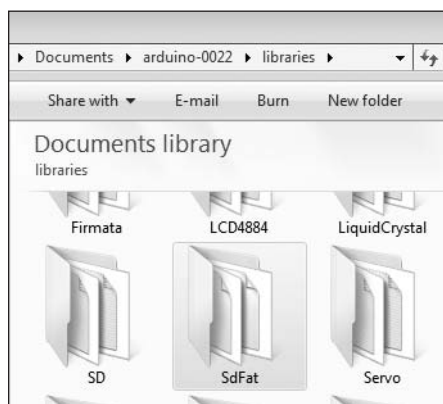 Documents arduino-0022 libraries
Share with E-mail Burn New folder
Documents library
libraries
Firmata LCD4884 LiquidCrystal
SD SdFat Servo